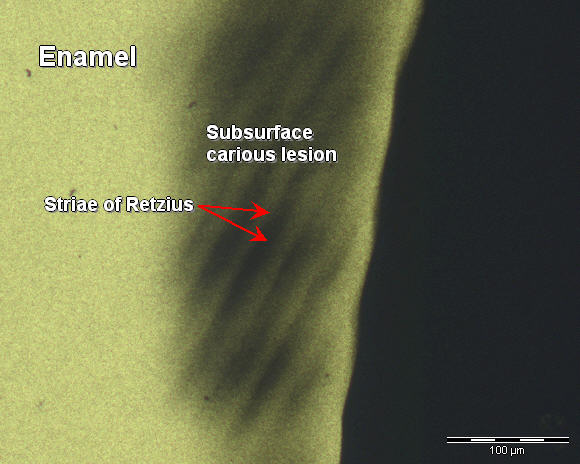 Enamel
Subsurface
carious lesion
Striae of Retzius
100 µm